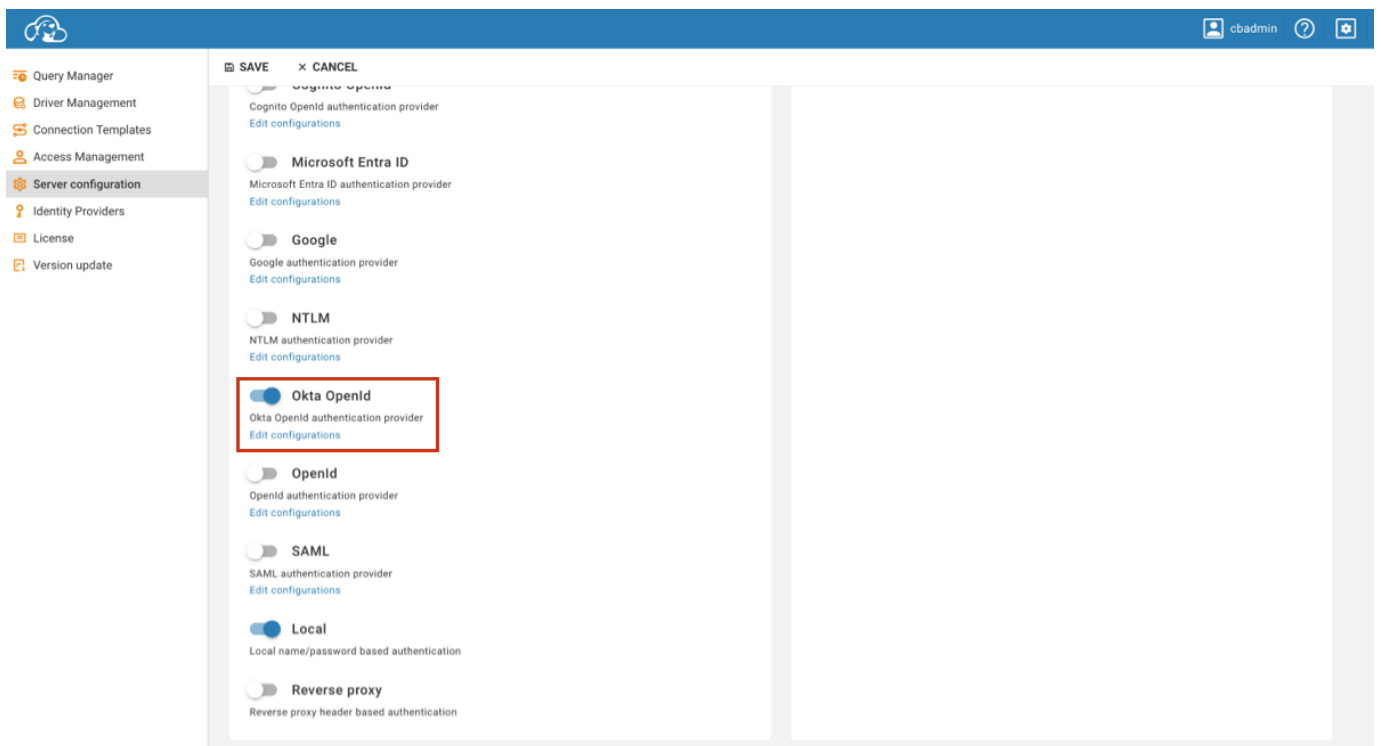 cbadmin
SAVE
CANCEL
Query Manager
Driver Management
Connection Templates
Access Management
Server configuration
Identity Providers
License
Version update
Cognito OpenId
Cognito OpenId authentication provider
Edit configurations
Microsoft Entra ID
Microsoft Entra ID authentication provider
Edit configurations
Google
Google authentication provider
Edit configurations
NTLM
NTLM authentication provider
Edit configurations
Okta OpenId
Okta OpenId authentication provider
Edit configurations
OpenId
OpenId authentication provider
Edit configurations
SAML
SAML authentication provider
Edit configurations
Local
Local name/password based authentication
Reverse proxy
Reverse proxy header based authentication